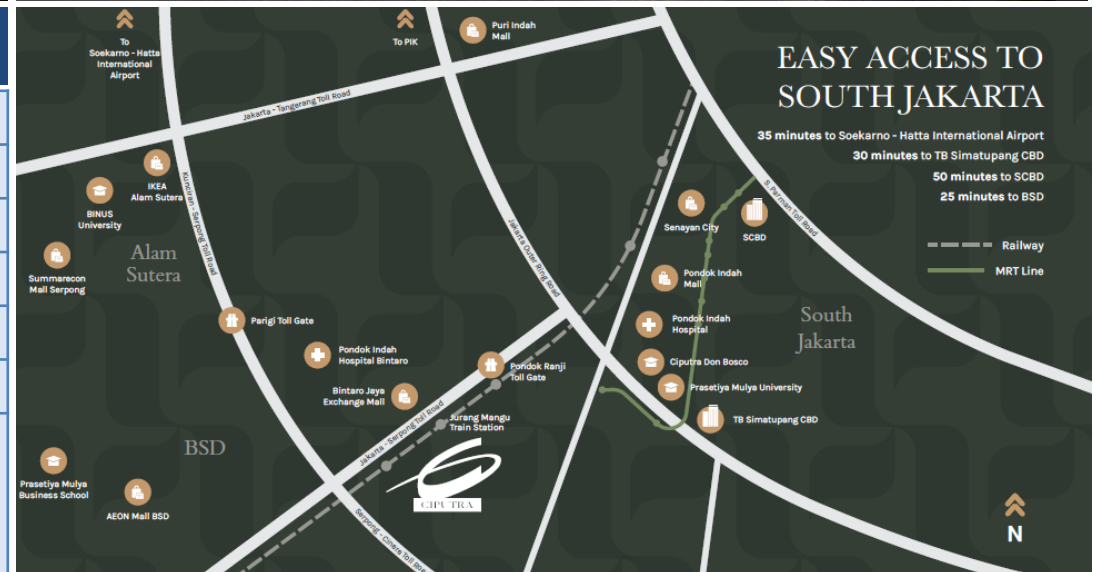 EASY ACCESS TO
SOUTH JAKARTA
35 minutes to Soekarno - Hatta International Airport
30 minutes to TB Simatupang CBD
50 minutes to SCBD
25 minutes to BSD
Railway
MRT Line
To
Soekarno - Hatta
International
Airport
To PIK
Puri Indah
Mall
Jakarta - Tangerang Toll Road
IKEA
Alam Sutera
BINUS
University
Kunciran - Serpong Toll Road
Alam
Sutera
Summarecon
Mall Serpong
Jakarta Outer Ring Road
S. Parman Toll Road
Senayan City
SCBD
Pondok Indah
Mall
Pondok Indah
Hospital
South
Jakarta
Parigi Toll Gate
Pondok Indah
Hospital Bintaro
Pondok Ranji
Toll Gate
Ciputra Don Bosco
Prasetiya Mulya University
Bintaro Jaya
Exchange Mall
TB Simatupang CBD
Jurang Mangu
Train Station
Jakarta - Serpong Toll Road
BSD
Prasetiya Mulya
Business School
AEON Mall BSD
CIPUTRA
Serpong - Cinere Toll Road
N